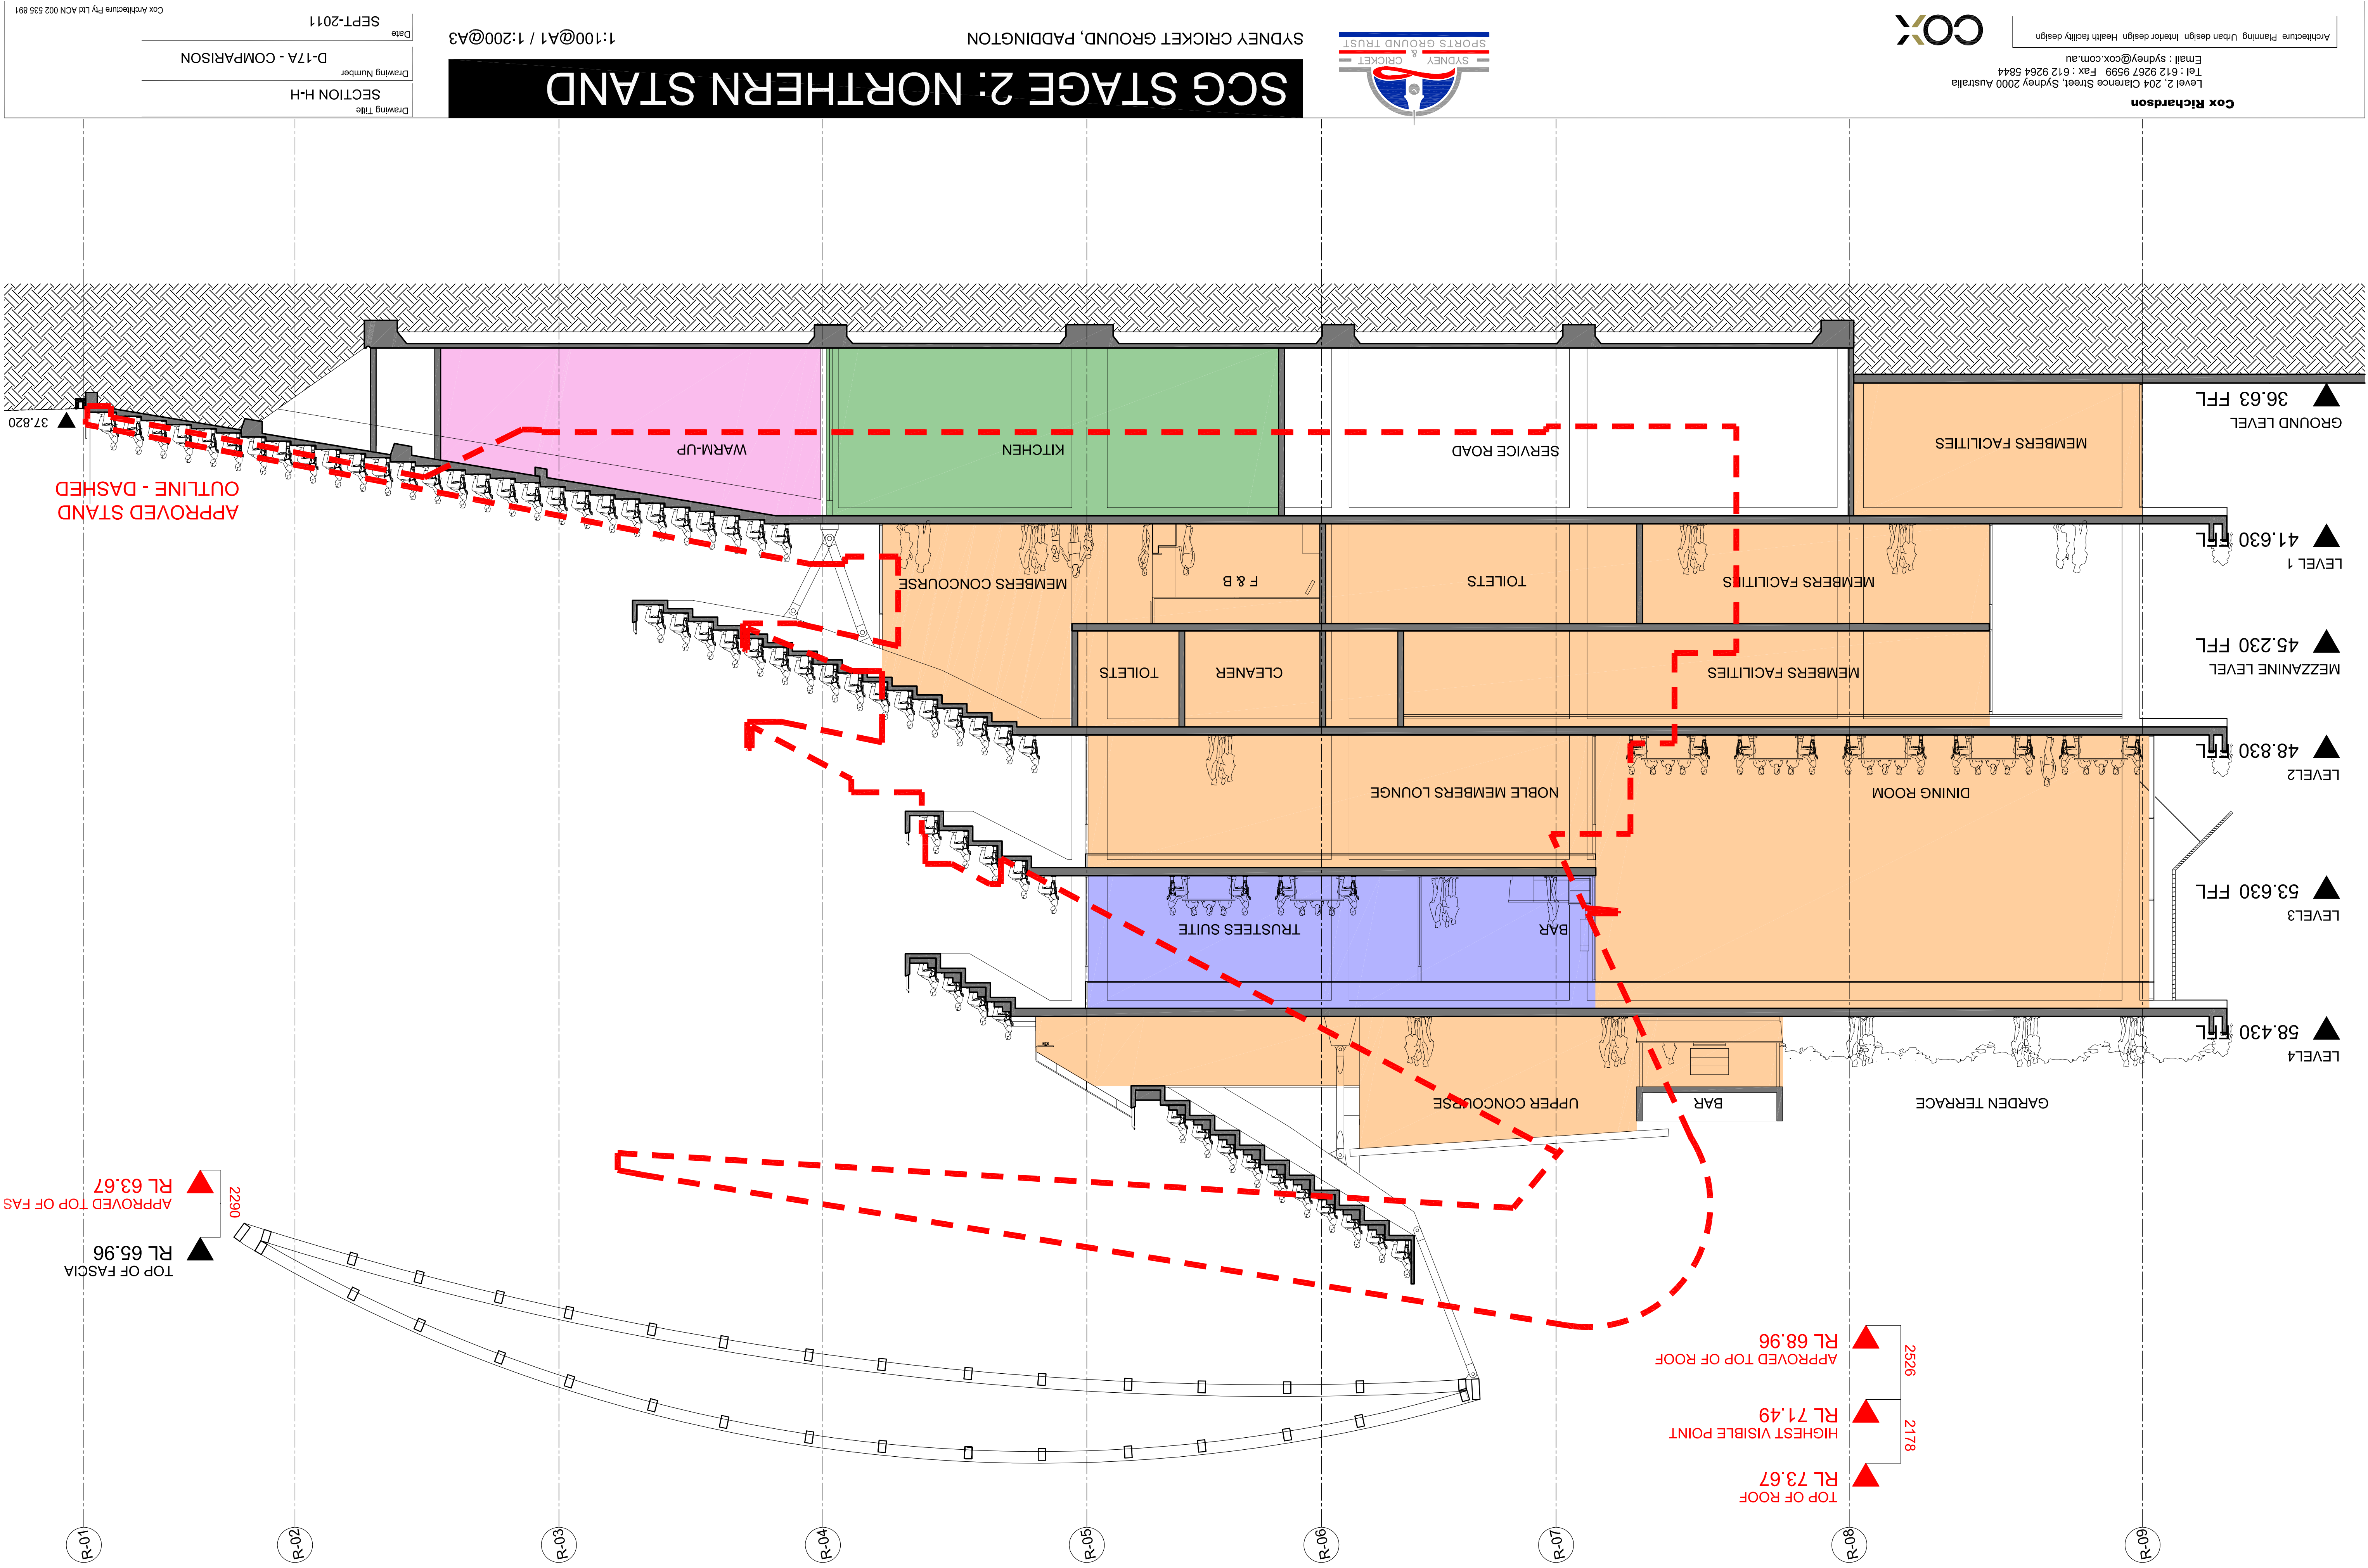 R-09
R-08
R-07
R-06
R-05
R-04
R-03
R-02
R-01
TOP OF ROOF
RL 73.67
2178
HIGHEST VISIBLE POINT
RL 71.49
2526
APPROVED TOP OF ROOF
RL 68.96
TOP OF FASCIA
RL 65.96
2290
APPROVED TOP OF FAS
RL 63.67
GARDEN TERRACE
BAR
UPPER CONCOURSE
LEVEL4
58.430 FFL
BAR
TRUSTEES SUITE
LEVEL3
53.630 FFL
DINING ROOM
NOBLE MEMBERS LOUNGE
LEVEL2
48.830 FFL
MEMBERS FACILITIES
CLEANER
TOILETS
MEZZANINE LEVEL
45.230 FFL
MEMBERS FACILITIES
TOILETS
F & B
MEMBERS CONCOURSE
LEVEL 1
41.630 FFL
APPROVED STAND
OUTLINE - DASHED
MEMBERS FACILITIES
SERVICE ROAD
KITCHEN
WARM-UP
GROUND LEVEL
36.63 FFL
37.820
Cox Richardson
Level 2, 204 Clarence Street, Sydney 2000 Australia
Tel : 612 9267 9599 Fax : 612 9264 5844
Email : sydney@cox.com.au
Architecture Planning Urban design Interior design Health facility design
COX
SYDNEY & CRICKET
SPORTS GROUND TRUST
SCG STAGE 2: NORTHERN STAND
SYDNEY CRICKET GROUND, PADDINGTON
1:100@A1 / 1:200@A3
Drawing Title
SECTION H-H
Drawing Number
D-17A - COMPARISON
Date
SEPT-2011
Cox Architecture Pty Ltd ACN 002 535 891